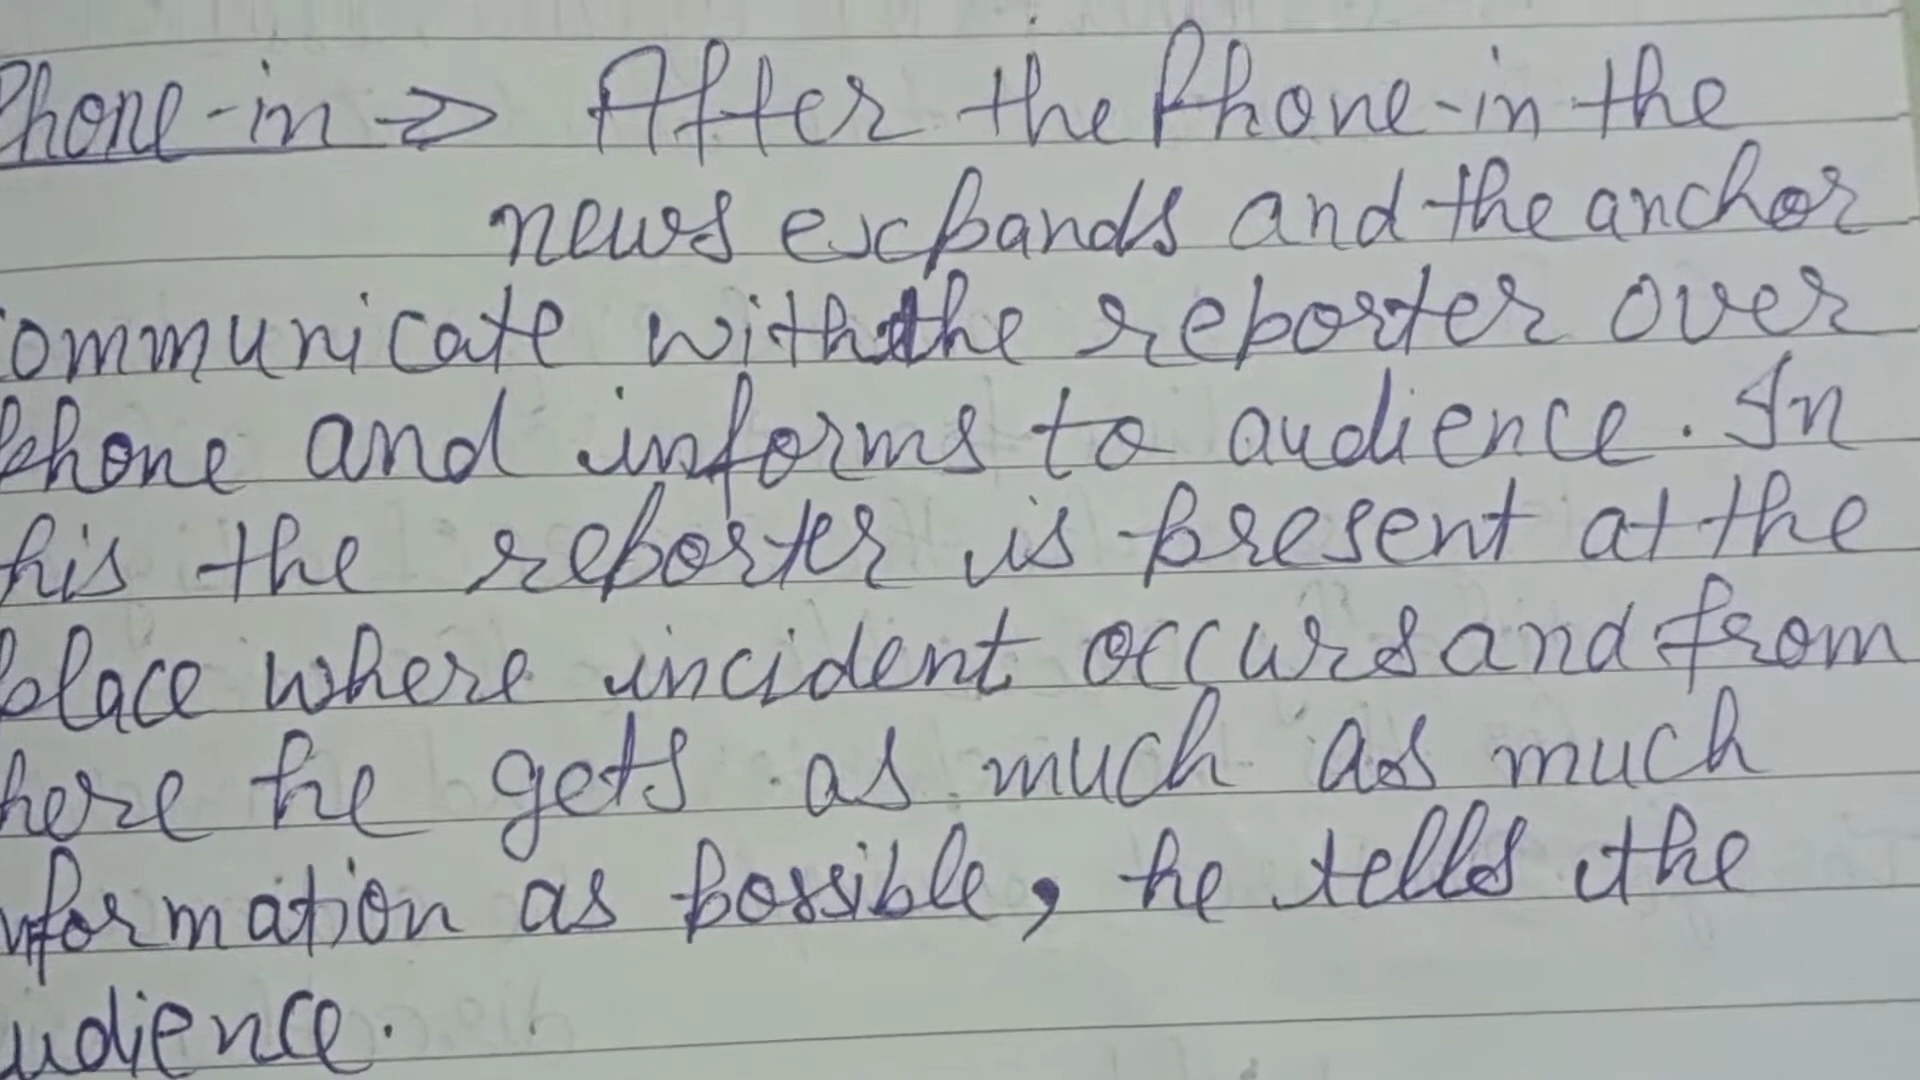 Phone-in => After the Phone-in the
news expands and the anchor
communicate with the reporter over
phone and informs to audience. In
this the reporter is present at the
place where incident occurs and from
here he gets as much as much
information as possible, he tells the
audience.